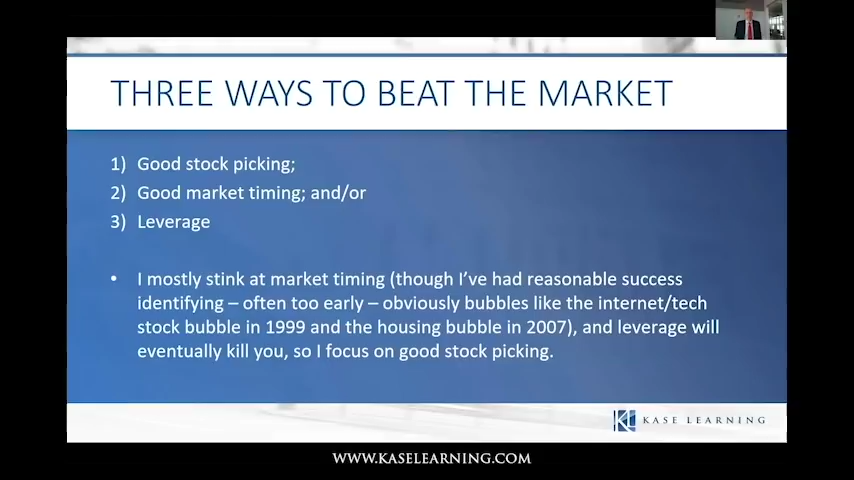 THREE WAYS TO BEAT THE MARKET
1) Good stock picking;
2) Good market timing; and/or
3) Leverage
• I mostly stink at market timing (though I've had reasonable success
identifying – often too early – obviously bubbles like the internet/tech
stock bubble in 1999 and the housing bubble in 2007), and leverage will
eventually kill you, so I focus on good stock picking.
KL KASE LEARNING
WWW.KASELEARNING.COM